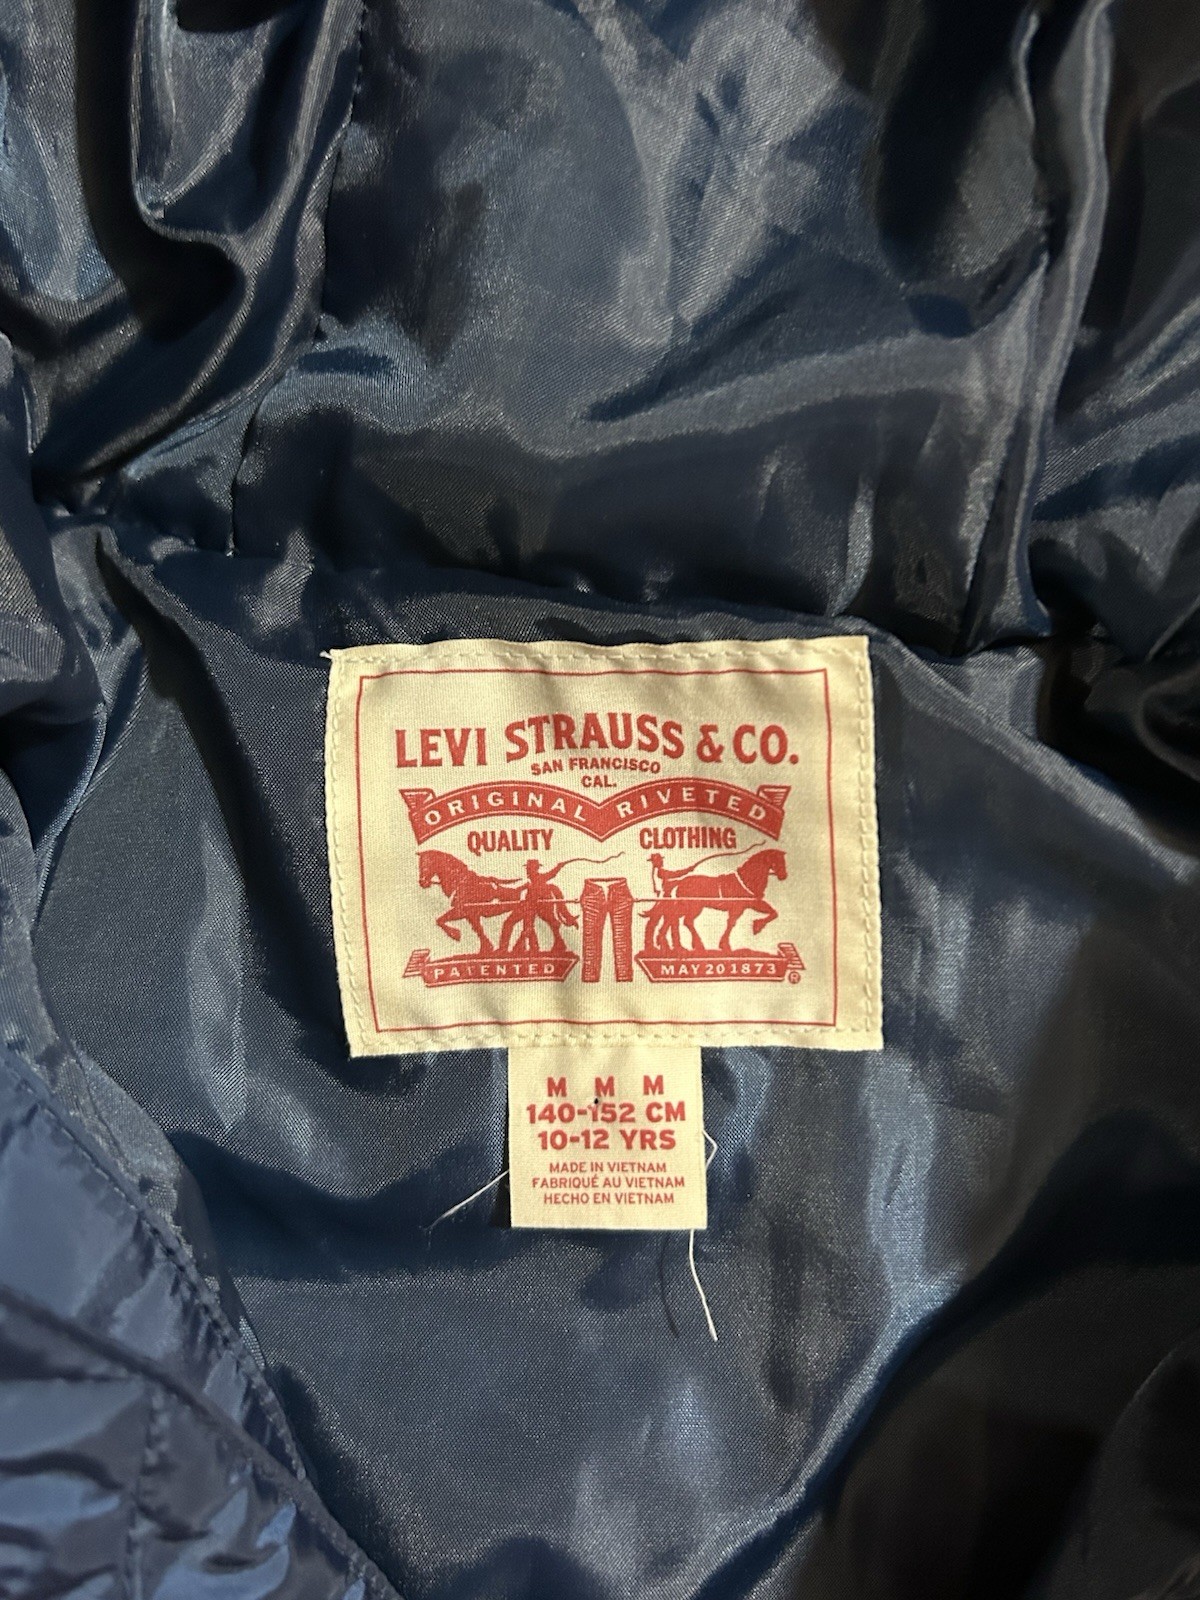 LEVI STRAUSS & CO.
SAN FRANCISCO
CAL.
ORIGINAL RIVETED
QUALITY CLOTHING
PATENTED MAY 20 1873 ®
M M M
140-152 CM
10-12 YRS
MADE IN VIETNAM
FABRIQUÉ AU VIETNAM
HECHO EN VIETNAM